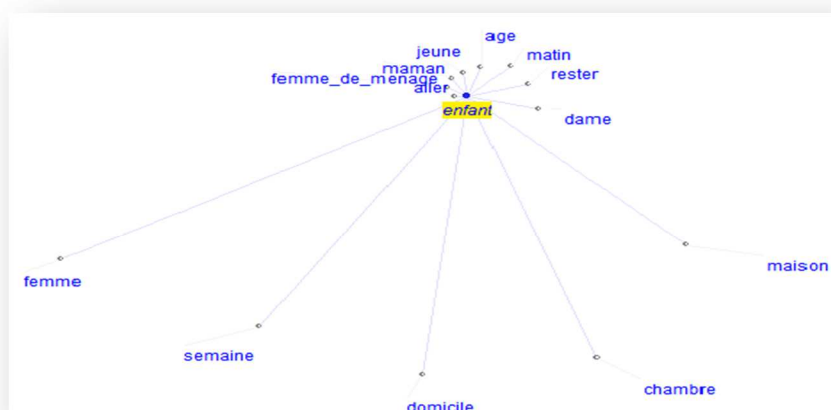 age
jeune
matin
maman
rester
femme_de_menage
aller
enfant
dame
maison
femme
semaine
chambre
domicile